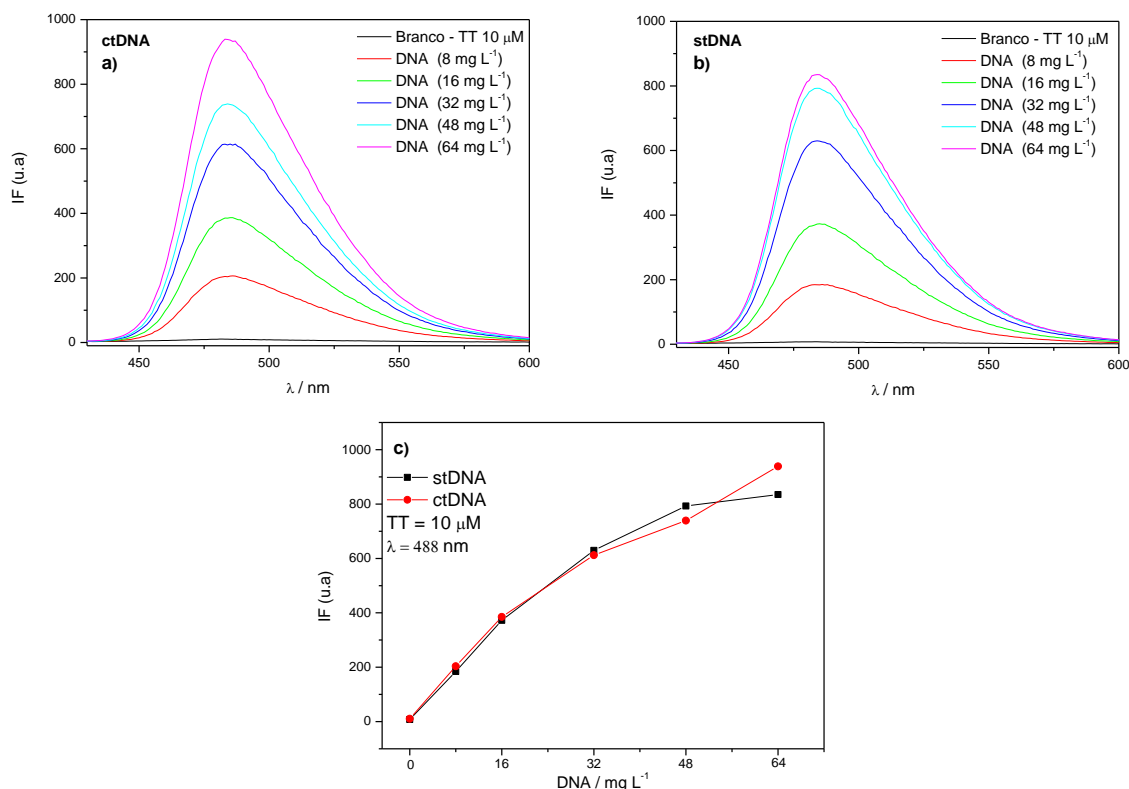 ctDNA
a)
Branco - TT 10 μM
DNA (8 mg L⁻¹)
DNA (16 mg L⁻¹)
DNA (32 mg L⁻¹)
DNA (48 mg L⁻¹)
DNA (64 mg L⁻¹)
1000
800
600
400
200
0
IF (u.a)
450
500
550
600
λ / nm
stDNA
b)
Branco - TT 10 μM
DNA (8 mg L⁻¹)
DNA (16 mg L⁻¹)
DNA (32 mg L⁻¹)
DNA (48 mg L⁻¹)
DNA (64 mg L⁻¹)
1000
800
600
400
200
0
IF (u.a)
450
500
550
600
λ / nm
c)
stDNA
ctDNA
TT = 10 μM
λ = 488 nm
1000
800
600
400
200
0
IF (u.a)
0
16
32
48
64
DNA / mg L⁻¹